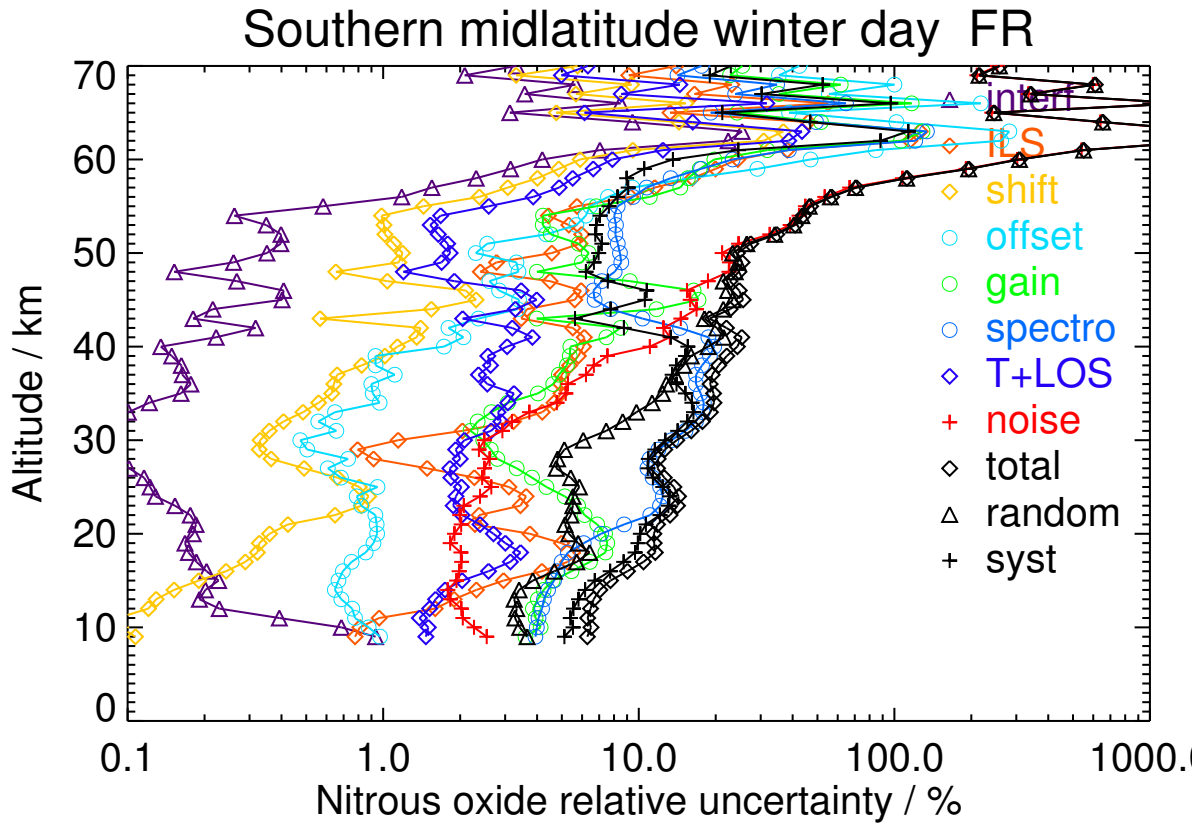 Southern midlatitude winter day  FR
70
60
50
40
30
20
10
0
Altitude / km
interf
ILS
shift
offset
gain
spectro
T+LOS
noise
total
random
syst
0.1
1.0
10.0
100.0
1000.0
Nitrous oxide relative uncertainty / %